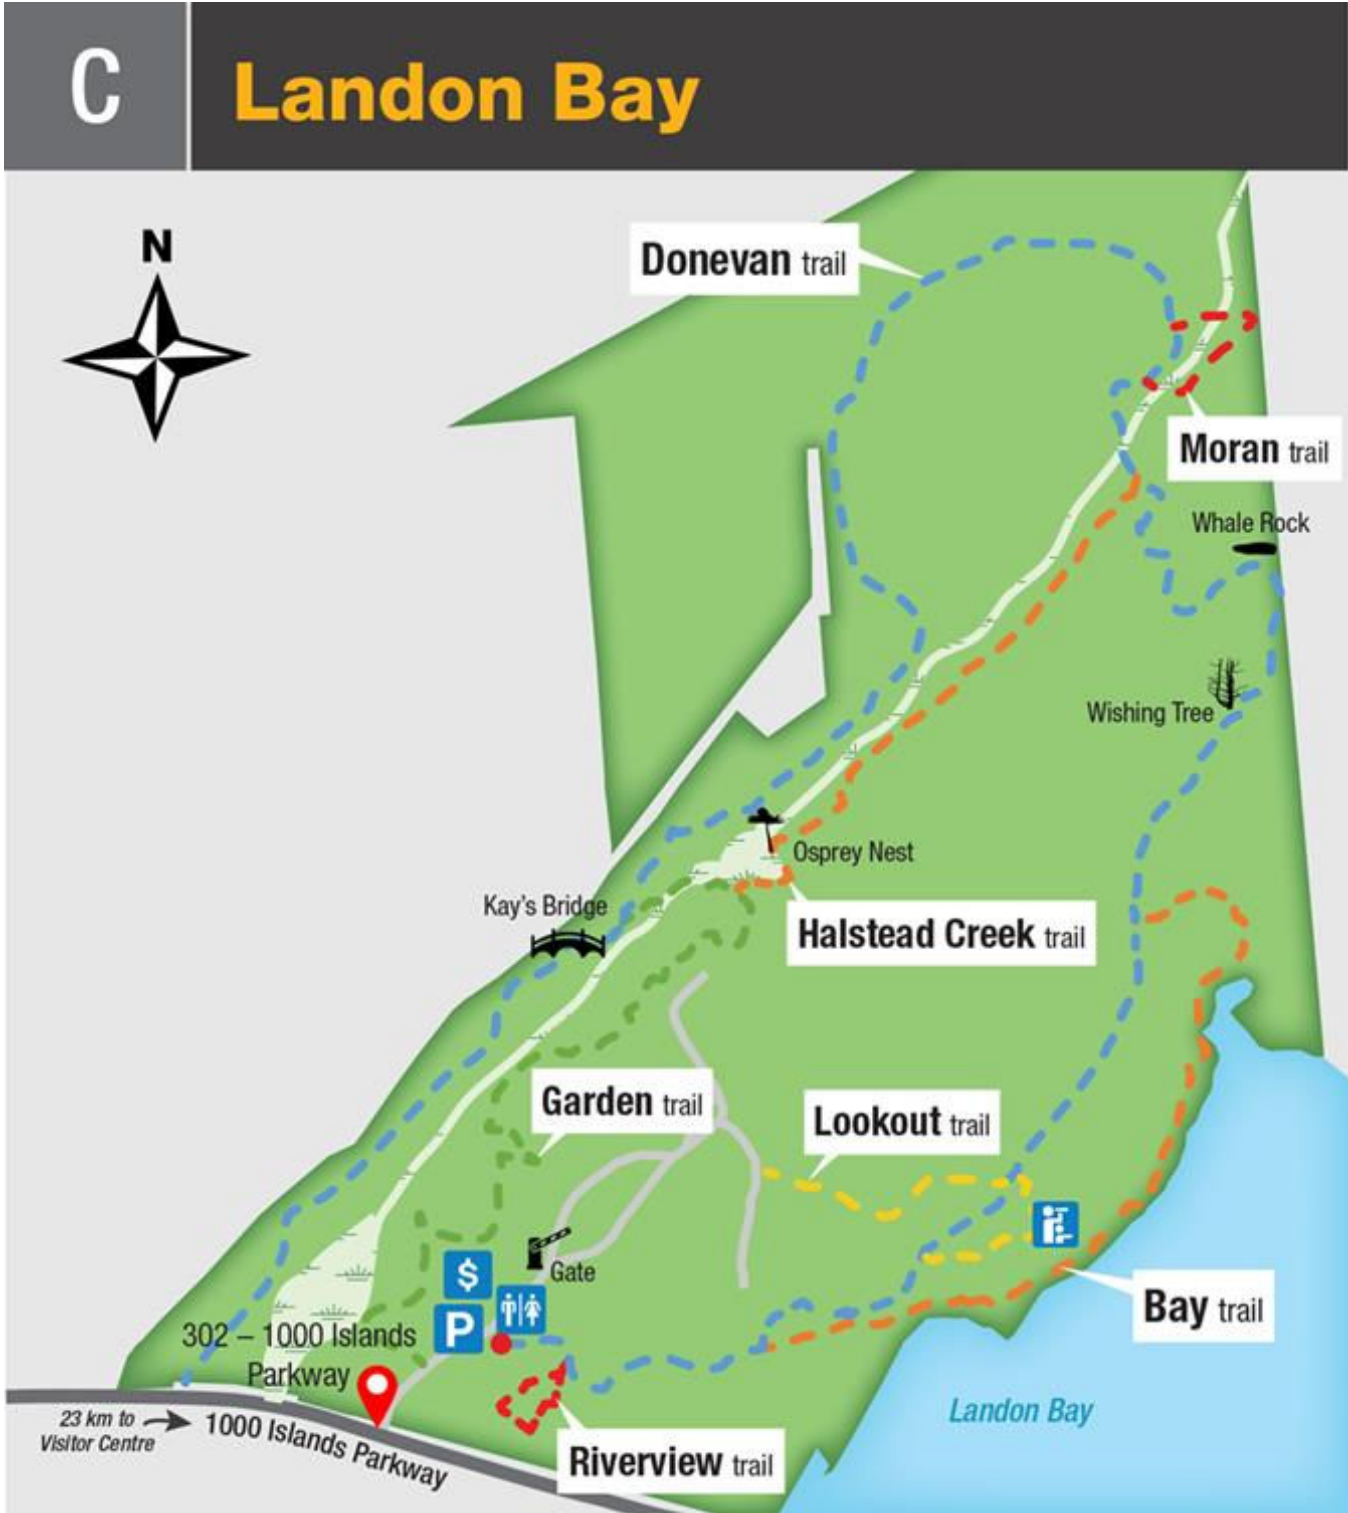 C
Landon Bay
N
Donevan trail
Moran trail
Whale Rock
Wishing Tree
Osprey Nest
Kay's Bridge
Halstead Creek trail
Garden trail
Lookout trail
$
Gate
P
Bay trail
302 – 1000 Islands
Parkway
23 km to
Visitor Centre
1000 Islands Parkway
Landon Bay
Riverview trail